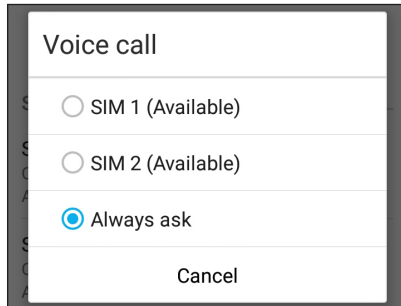 Voice call
SIM 1 (Available)
SIM 2 (Available)
Always ask
Cancel